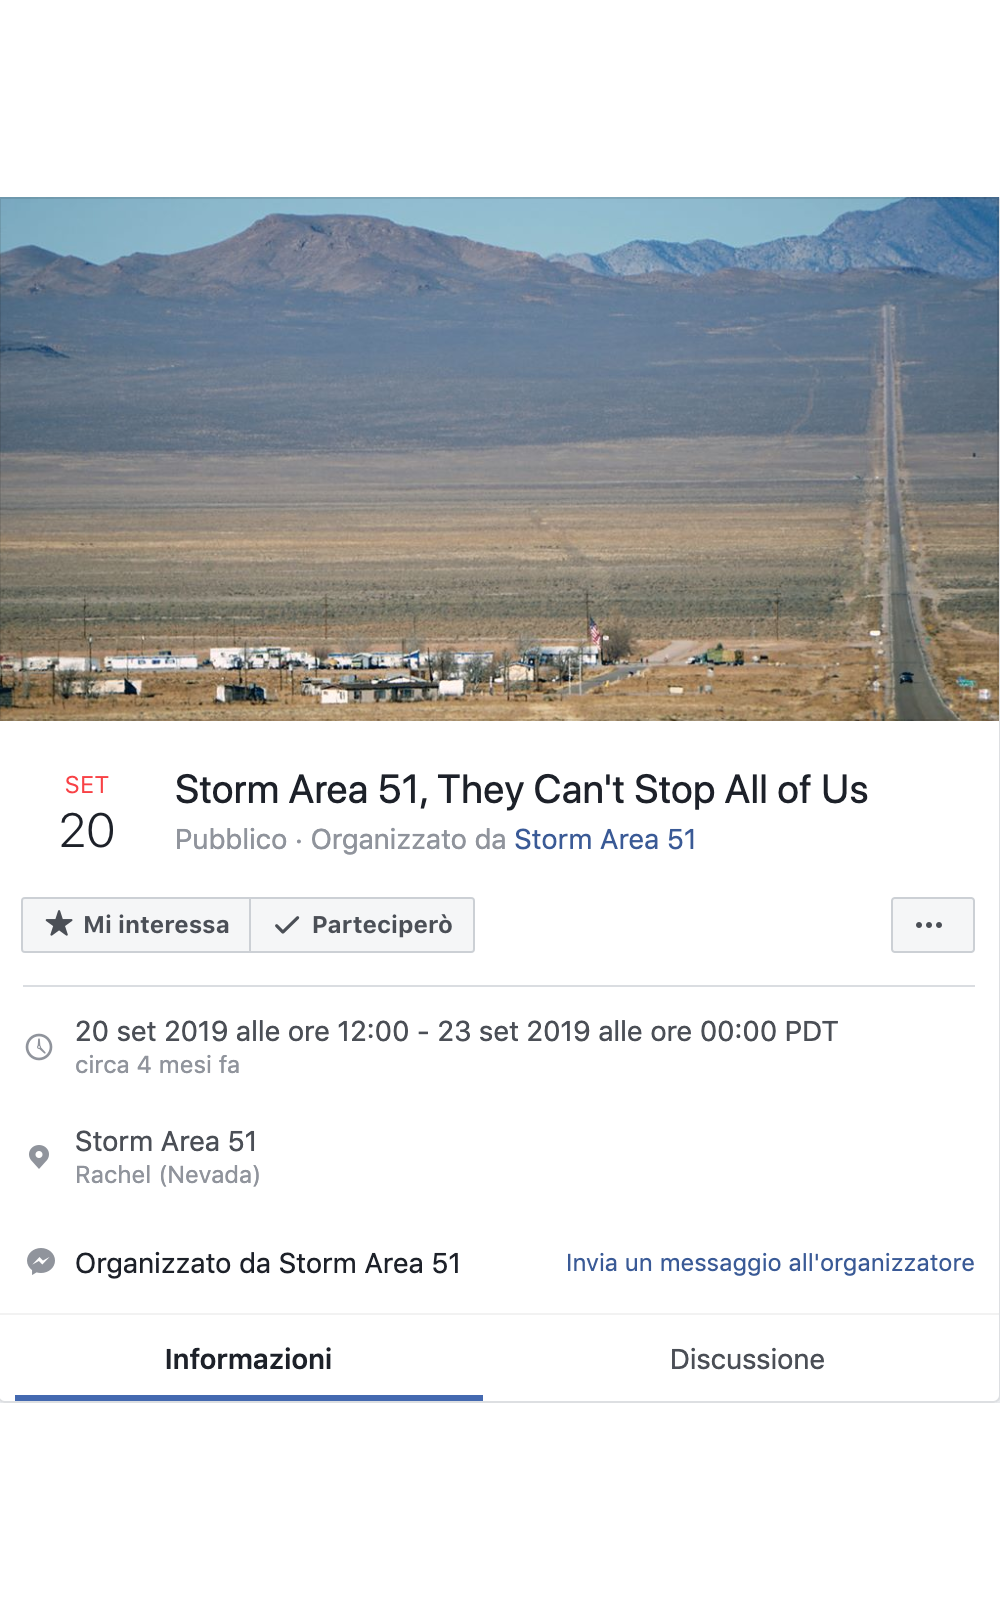 SET
20
Storm Area 51, They Can't Stop All of Us
Pubblico · Organizzato da Storm Area 51
Mi interessa
Parteciperò
20 set 2019 alle ore 12:00 - 23 set 2019 alle ore 00:00 PDT
circa 4 mesi fa
Storm Area 51
Rachel (Nevada)
Organizzato da Storm Area 51
Invia un messaggio all'organizzatore
Informazioni
Discussione